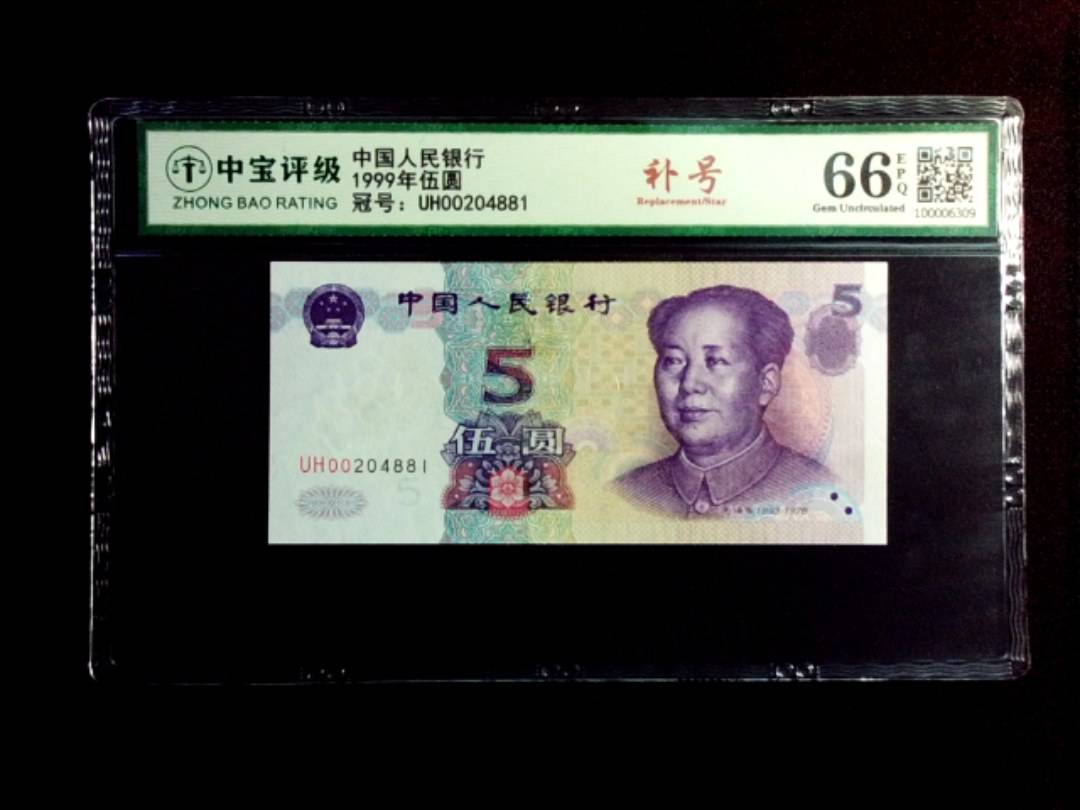 中宝评级
ZHONG BAO RATING
中国人民银行
1999年伍圆
冠号：UH00204881
补号
Replacement/Star
66
EPQ
Gem Uncirculated
100006309
中国人民银行
5
5
伍圆
UH00204881
5